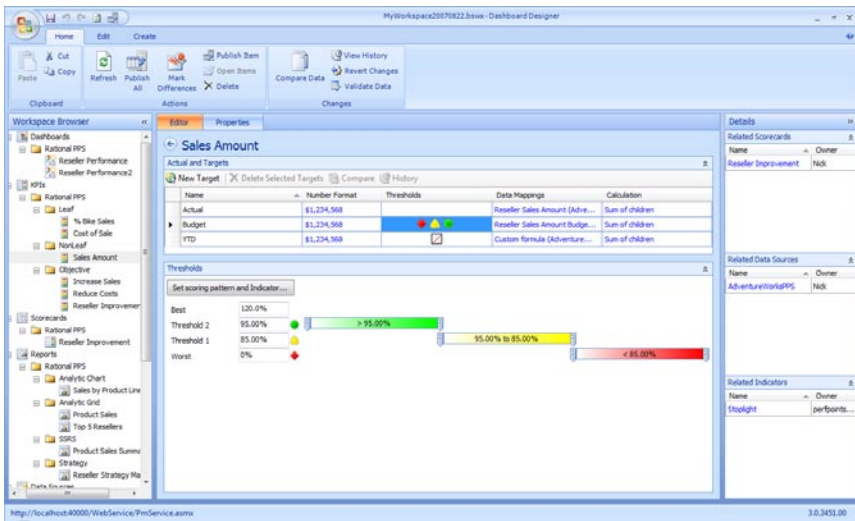 MyWorkspace20070822.bswx - Dashboard Designer
Home Edit Create
Paste Cut Copy Refresh Publish All Mark Differences Publish Item Open Items Delete Compare Data View History Revert Changes Validate Data
Clipboard Actions Changes
Workspace Browser
Dashboards
Rational PPS
Reseller Performance
Reseller Performance2
KPIs
Rational PPS
Leaf
% Bike Sales
Cost of Sale
NonLeaf
Sales Amount
Objective
Increase Sales
Reduce Costs
Reseller Improvemen
Scorecards
Rational PPS
Reseller Improvement
Reports
Rational PPS
Analytic Chart
Sales by Product Line
Analytic Grid
Product Sales
Top 5 Resellers
SSRS
Product Sales Summa
Strategy
Reseller Strategy Ma
Data Sources
Editor Properties
Sales Amount
Actual and Targets
New Target Delete Selected Targets Compare History
Name Number Format Thresholds Data Mappings Calculation
Actual $1,234,568 Reseller Sales Amount (Adve... Sum of children
Budget $1,234,568 Reseller Sales Amount Budge... Sum of children
YTD $1,234,568 Custom formula (Adventure... Sum of children
Thresholds
Set scoring pattern and Indicator...
Best 120.0%
Threshold 2 95.00% > 95.00%
Threshold 1 85.00% 95.00% to 85.00%
Worst 0% < 85.00%
Details
Related Scorecards
Name Owner
Reseller Improvement Nick
Related Data Sources
Name Owner
AdventureWorksPPS Nick
Related Indicators
Name Owner
Stoplight perfpoints...
http://localhost:40000/WebService/PmService.asmx 3.0.3451.00